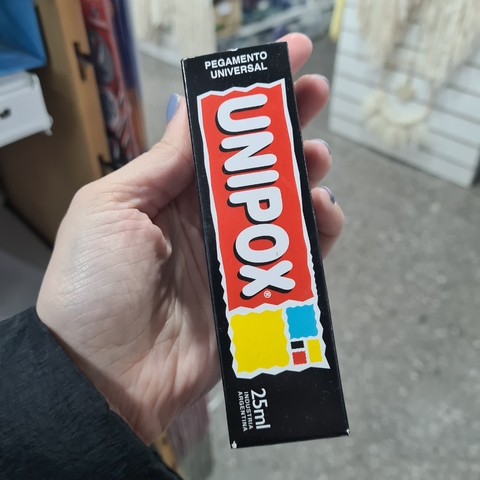 PEGAMENTO
UNIVERSAL
UNIPOX®
25ml
INDUSTRIA
ARGENTINA